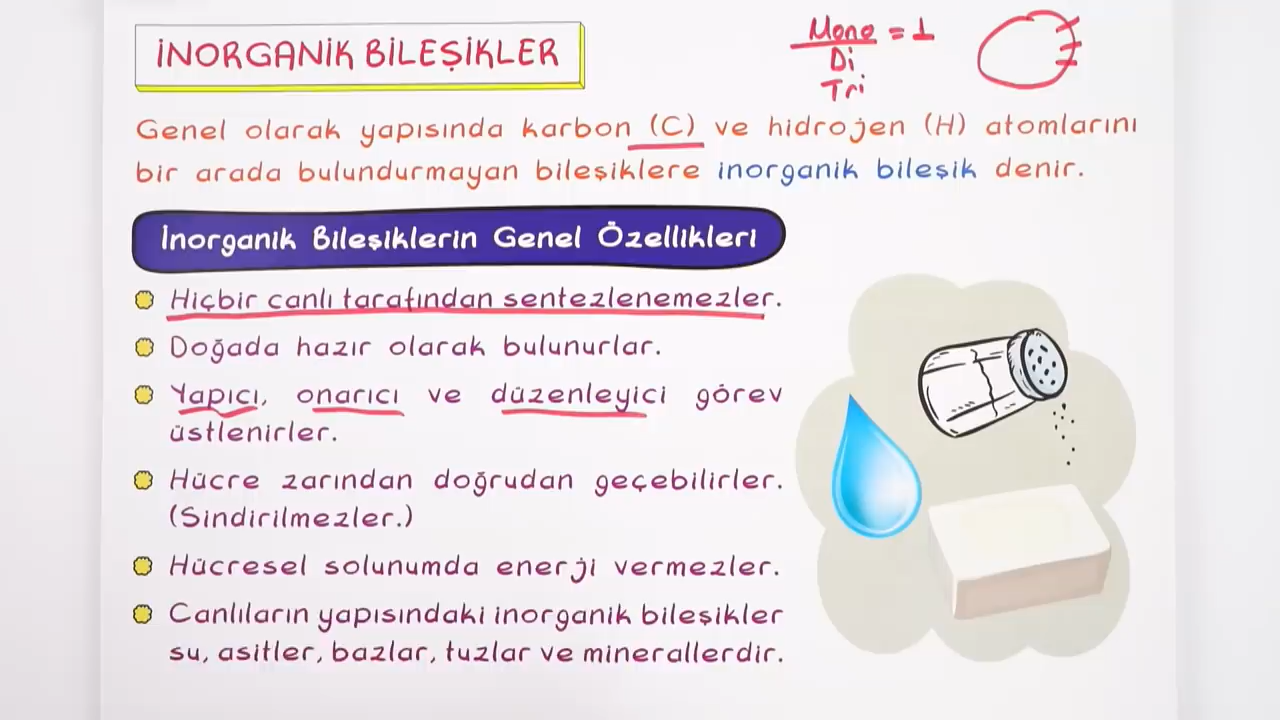 İNORGANİK BİLEŞİKLER
Mono = 1
Di
Tri
Genel olarak yapısında karbon (C) ve hidrojen (H) atomlarını
bir arada bulundurmayan bileşiklere inorganik bileşik denir.
İnorganik Bileşiklerin Genel Özellikleri
Hiçbir canlı tarafından sentezlenemezler.
Doğada hazır olarak bulunurlar.
Yapıcı, onarıcı ve düzenleyici görev
üstlenirler.
Hücre zarından doğrudan geçebilirler.
(Sindirilmezler.)
Hücresel solunumda enerji vermezler.
Canlıların yapısındaki inorganik bileşikler
su, asitler, bazlar, tuzlar ve minerallerdir.